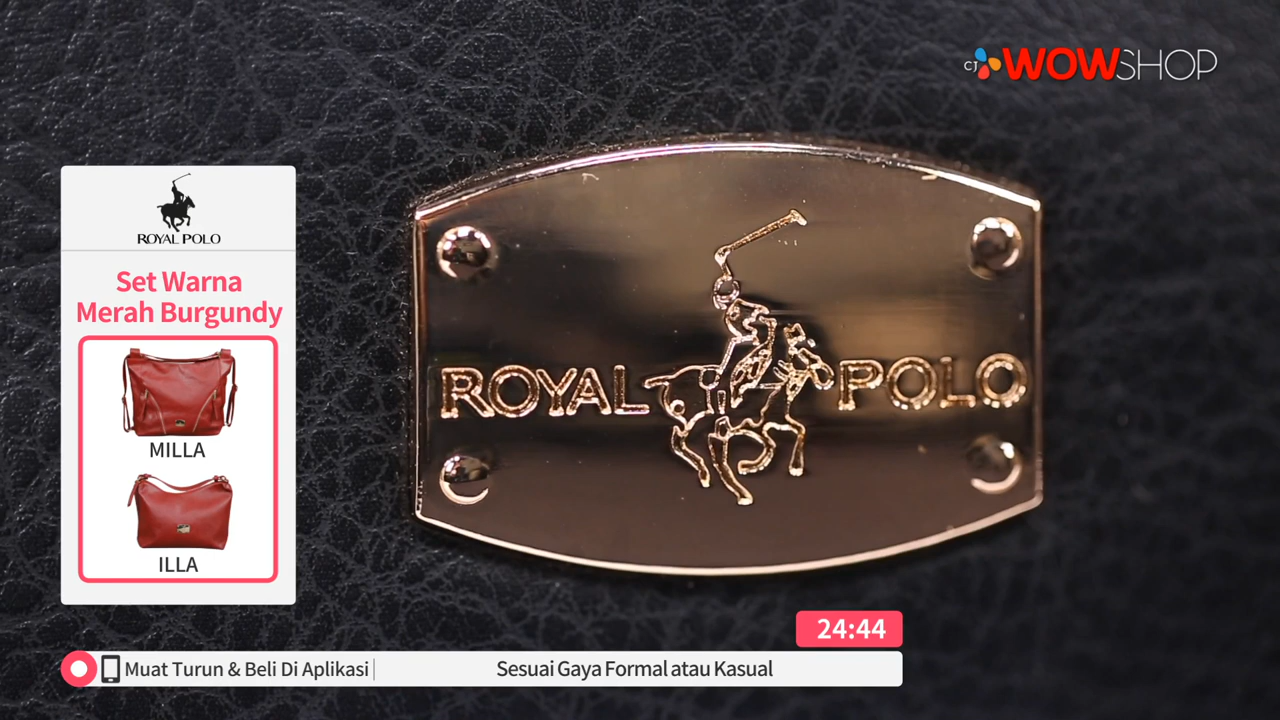 CJ WOWSHOP
ROYAL POLO
Set Warna
Merah Burgundy
MILLA
ILLA
ROYAL POLO
24:44
Muat Turun & Beli Di Aplikasi
Sesuai Gaya Formal atau Kasual